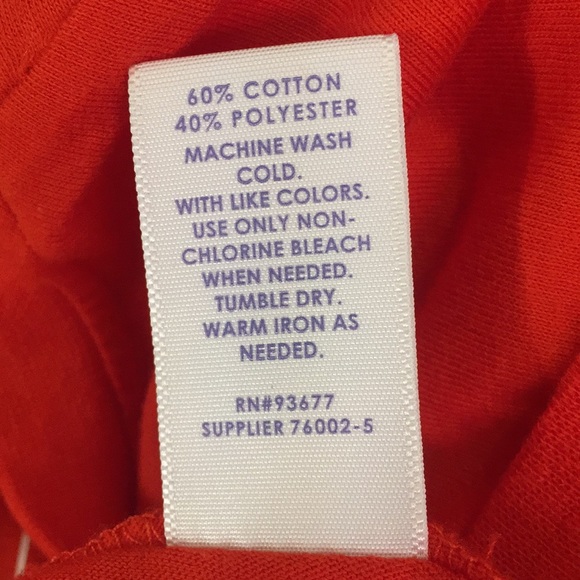 60% COTTON
40% POLYESTER
MACHINE WASH
COLD.
WITH LIKE COLORS.
USE ONLY NON-
CHLORINE BLEACH
WHEN NEEDED.
TUMBLE DRY.
WARM IRON AS
NEEDED.
RN#93677
SUPPLIER 76002-5